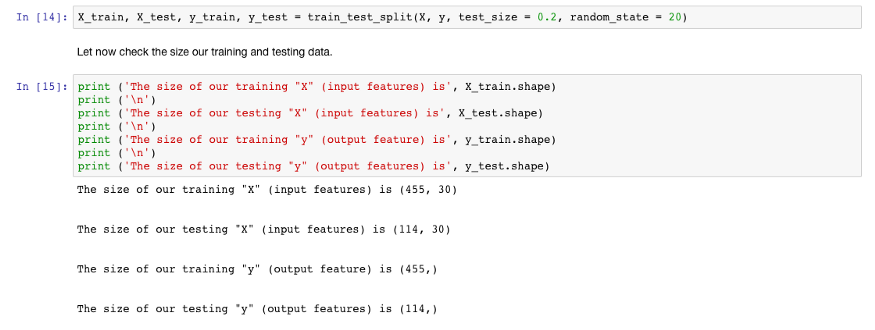 In [14]: X_train, X_test, y_train, y_test = train_test_split(X, y, test_size = 0.2, random_state = 20)
Let now check the size our training and testing data.
In [15]: print ('The size of our training "X" (input features) is', X_train.shape)
print ('\n')
print ('The size of our testing "X" (input features) is', X_test.shape)
print ('\n')
print ('The size of our training "y" (output feature) is', y_train.shape)
print ('\n')
print ('The size of our testing "y" (output features) is', y_test.shape)
The size of our training "X" (input features) is (455, 30)
The size of our testing "X" (input features) is (114, 30)
The size of our training "y" (output feature) is (455,)
The size of our testing "y" (output features) is (114,)